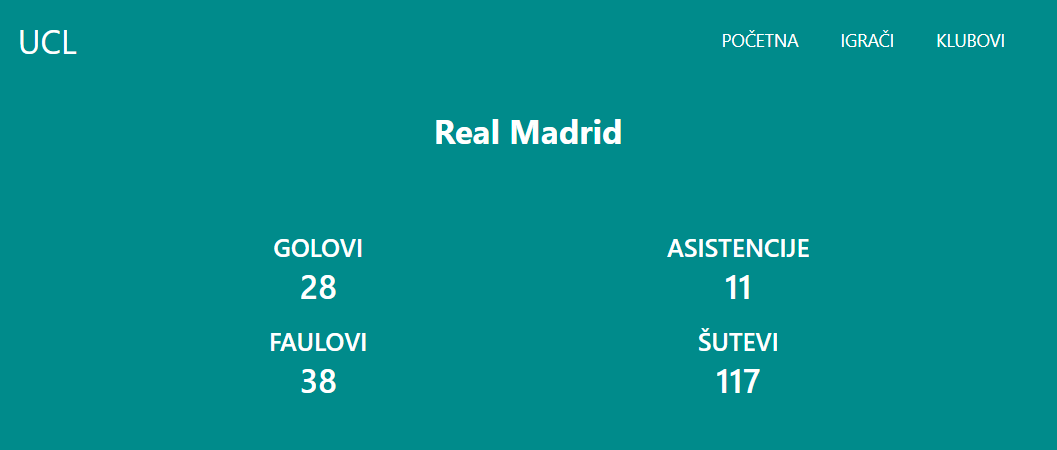 UCL
POČETNA IGRAČI KLUBOVI
Real Madrid
GOLOVI ASISTENCIJE
28 11
FAULOVI ŠUTEVI
38 117